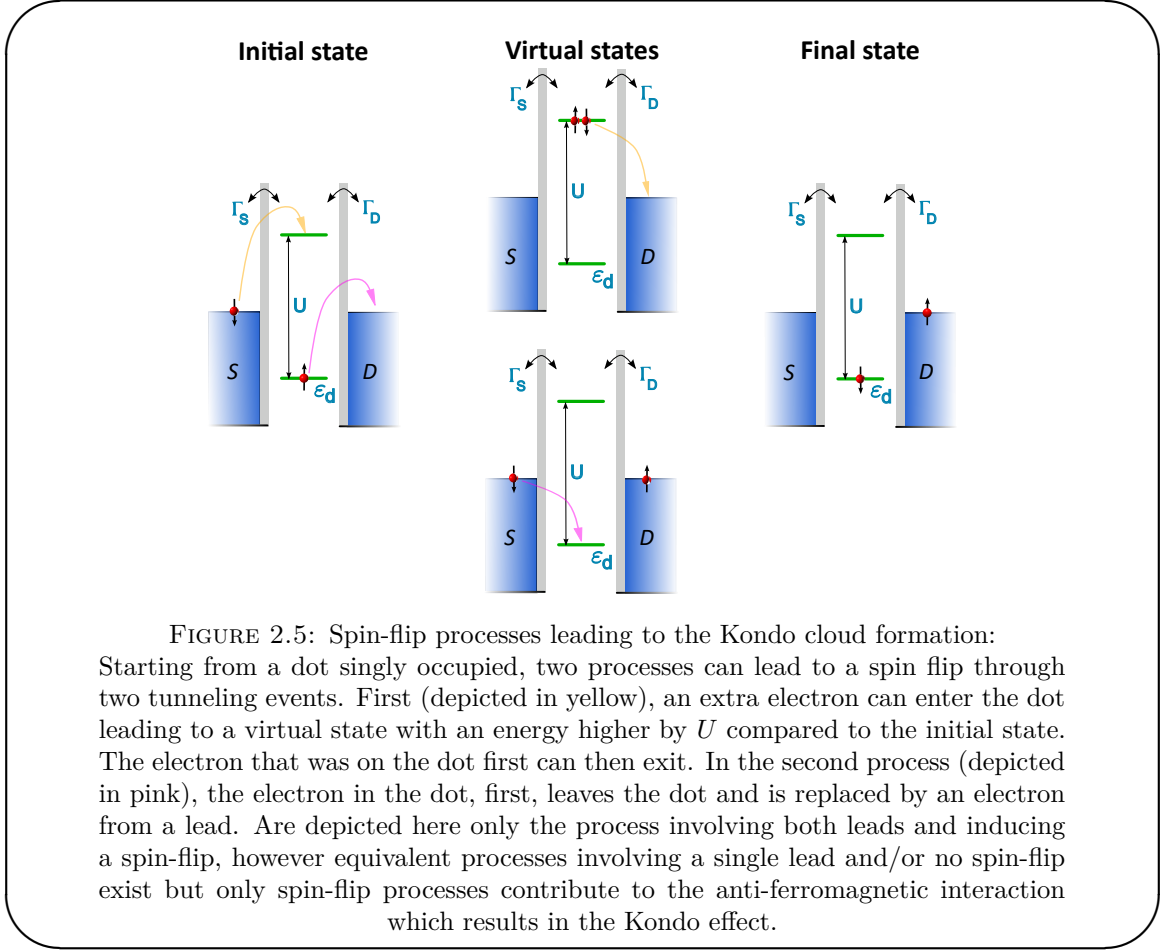 Initial state
Virtual states
Final state
Γs
ΓD
U
S
D
εd
Γs
ΓD
U
S
D
εd
Γs
ΓD
U
S
D
εd
Γs
ΓD
U
S
D
εd
FIGURE 2.5: Spin-flip processes leading to the Kondo cloud formation:
Starting from a dot singly occupied, two processes can lead to a spin flip through
two tunneling events. First (depicted in yellow), an extra electron can enter the dot
leading to a virtual state with an energy higher by U compared to the initial state.
The electron that was on the dot first can then exit. In the second process (depicted
in pink), the electron in the dot, first, leaves the dot and is replaced by an electron
from a lead. Are depicted here only the process involving both leads and inducing
a spin-flip, however equivalent processes involving a single lead and/or no spin-flip
exist but only spin-flip processes contribute to the anti-ferromagnetic interaction
which results in the Kondo effect.